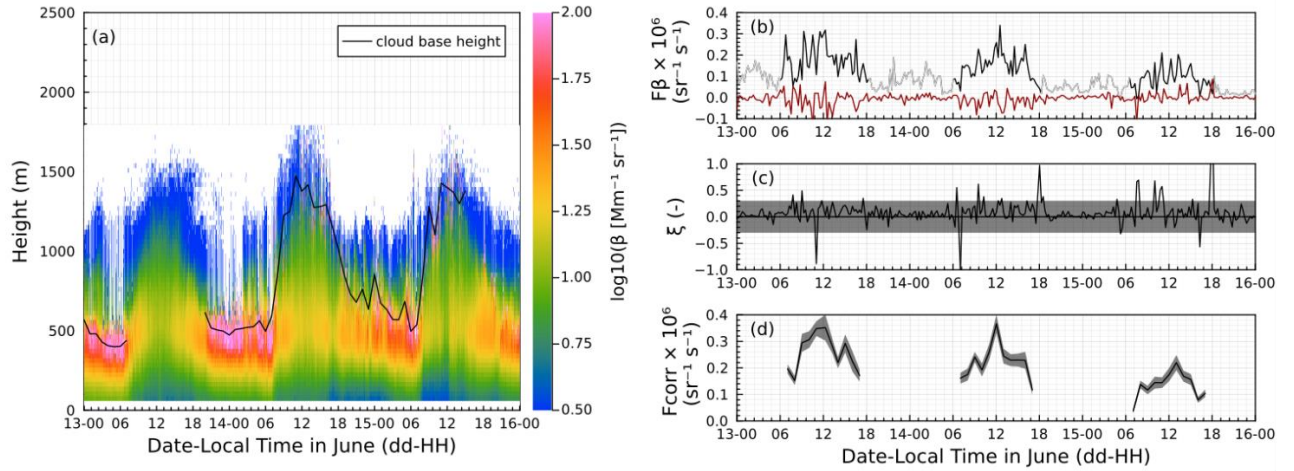 (a)
cloud base height
2500
2000
1500
1000
500
0
Height (m)
13-00 06 12 18 14-00 06 12 18 15-00 06 12 18 16-00
Date-Local Time in June (dd-HH)
2.00
1.75
1.50
1.25
1.00
0.75
0.50
log10(β [Mm⁻¹ sr⁻¹])
(b)
Fβ × 10⁶
(sr⁻¹ s⁻¹)
0.4
0.3
0.2
0.1
0.0
−0.1
13-00 06 12 18 14-00 06 12 18 15-00 06 12 18 16-00
(c)
ξ (-)
1.0
0.5
0.0
−0.5
−1.0
13-00 06 12 18 14-00 06 12 18 15-00 06 12 18 16-00
(d)
Fcorr × 10⁶
(sr⁻¹ s⁻¹)
0.4
0.3
0.2
0.1
0.0
13-00 06 12 18 14-00 06 12 18 15-00 06 12 18 16-00
Date-Local Time in June (dd-HH)